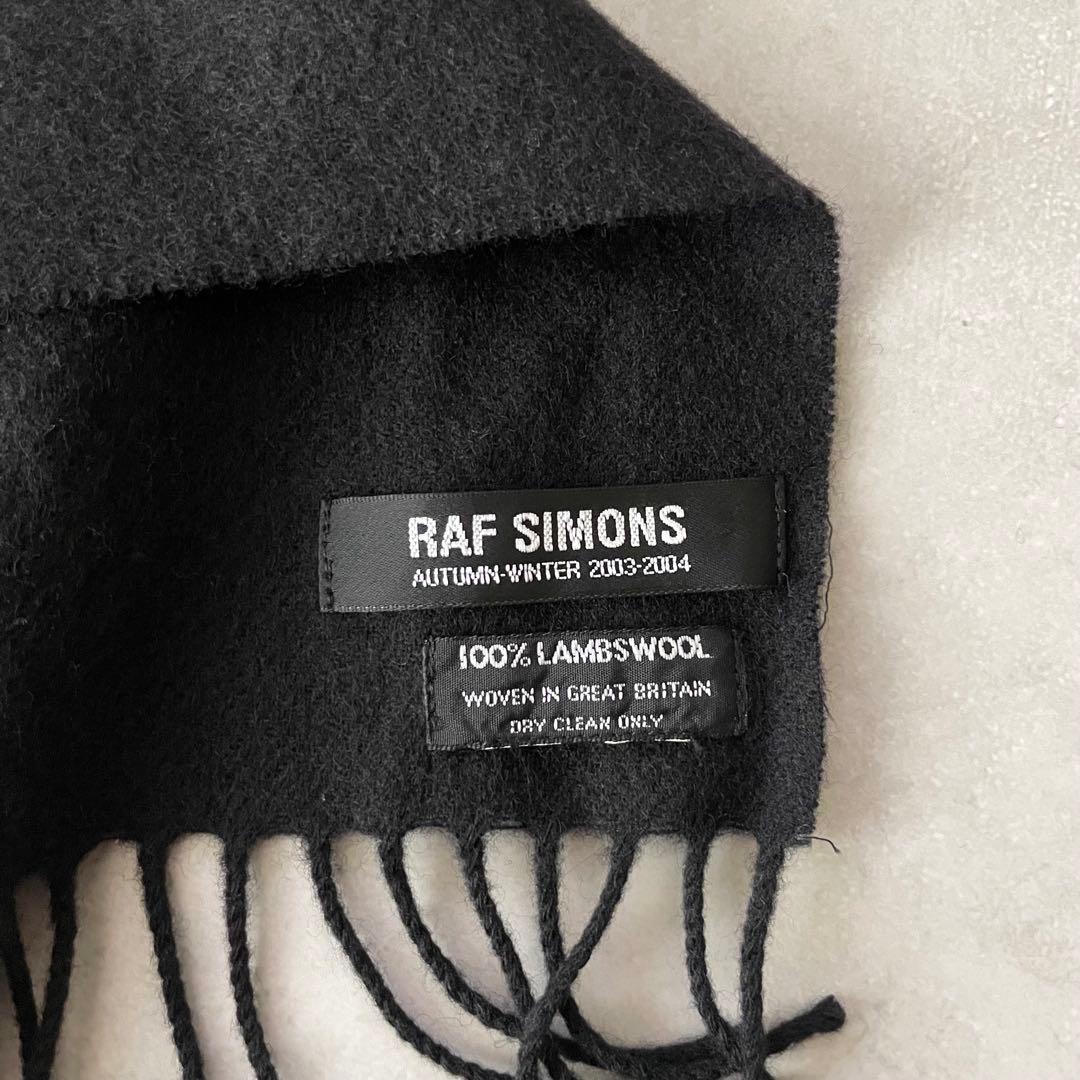 RAF SIMONS
AUTUMN-WINTER 2003-2004
100% LAMBSWOOL
WOVEN IN GREAT BRITAIN
DRY CLEAN ONLY